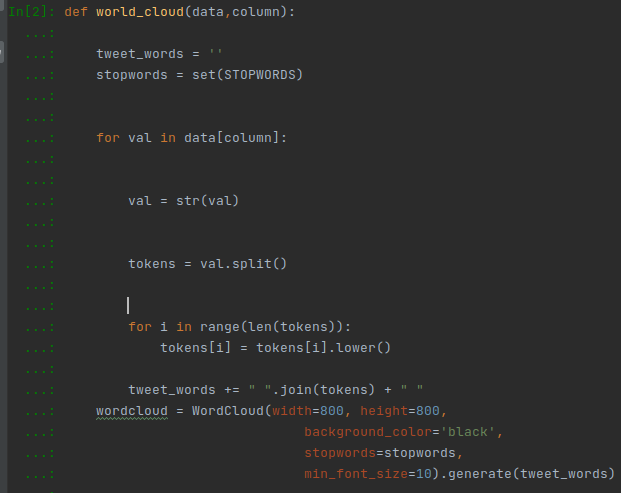 In[2]: def world_cloud(data,column):
...:
...:     tweet_words = ''
...:     stopwords = set(STOPWORDS)
...:
...:
...:     for val in data[column]:
...:
...:
...:         val = str(val)
...:
...:
...:         tokens = val.split()
...:
...:
...:         for i in range(len(tokens)):
...:             tokens[i] = tokens[i].lower()
...:
...:         tweet_words += " ".join(tokens) + " "
...:     wordcloud = WordCloud(width=800, height=800,
...:                               background_color='black',
...:                               stopwords=stopwords,
...:                               min_font_size=10).generate(tweet_words)